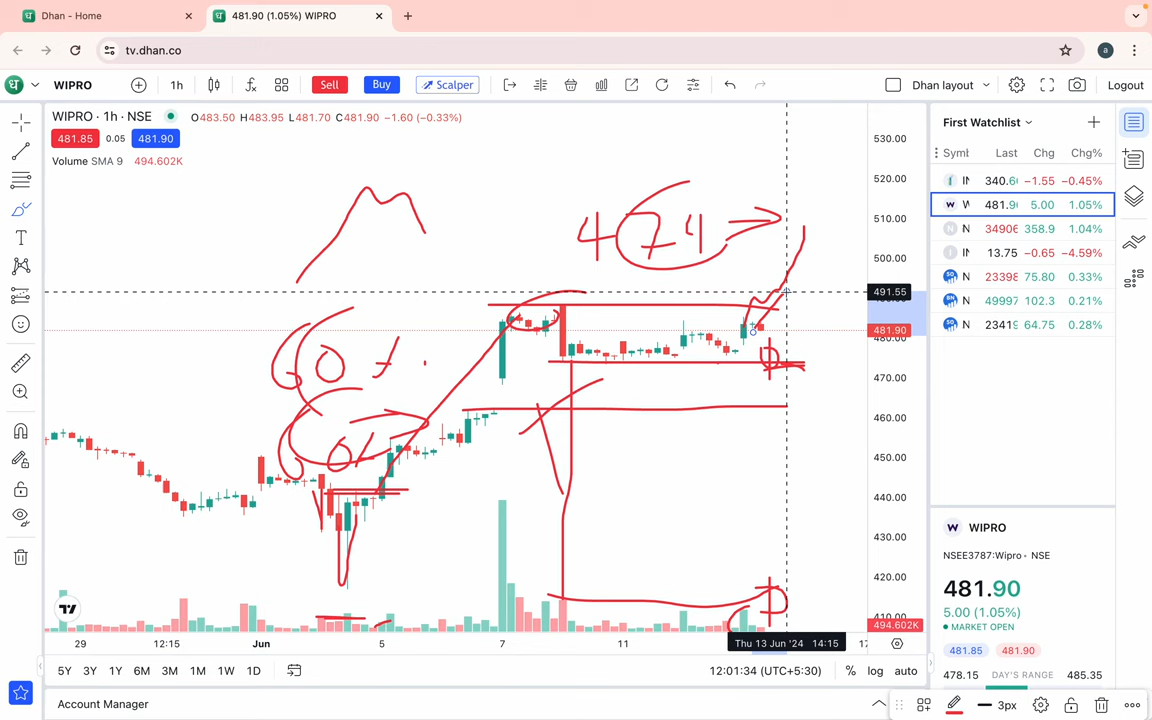 Dhan - Home
481.90 (1.05%) WIPRO
tv.dhan.co
a
WIPRO
1h
Sell
Buy
Scalper
Dhan layout
Logout
WIPRO · 1h · NSE
O483.50 H483.95 L481.70 C481.90 −1.60 (−0.33%)
481.85
0.05
481.90
Volume SMA 9 494.602K
474
530.00
520.00
510.00
500.00
491.55
481.90
480.00
470.00
460.00
450.00
440.00
430.00
420.00
410.00
494.602K
29
12:15
Jun
5
7
11
Thu 13 Jun '24 14:15
17
First Watchlist
Symb Last Chg Chg%
340.6 −1.55 −0.45%
W 481.9 5.00 1.05%
N 34906 358.9 1.04%
13.75 −0.65 −4.59%
N 23398 75.80 0.33%
N 49997 102.3 0.21%
N 2341 64.75 0.28%
W WIPRO
NSEE3787:Wipro · NSE
481.90
5.00 (1.05%)
MARKET OPEN
481.85
481.90
478.15 DAY'S RANGE 485.35
5Y 3Y 1Y 6M 3M 1M 1W 1D
12:01:34 (UTC+5:30)
% log auto
Account Manager
3px